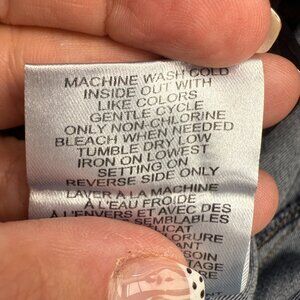 MACHINE WASH COLD
INSIDE OUT WITH
LIKE COLORS
GENTLE CYCLE
ONLY NON-CHLORINE
BLEACH WHEN NEEDED
TUMBLE DRY LOW
IRON ON LOWEST
SETTING ON
REVERSE SIDE ONLY
LAVER À LA MACHINE
À L'EAU FROIDE
À L'ENVERS ET AVEC DES
SEMBLABLES